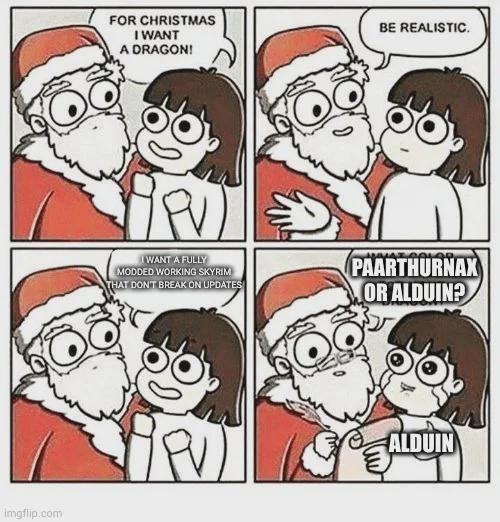 FOR CHRISTMAS
I WANT
A DRAGON!
BE REALISTIC.
I WANT A FULLY
MODDED WORKING SKYRIM
THAT DON'T BREAK ON UPDATES
PAARTHURNAX
OR ALDUIN?
ALDUIN
imgflip.com